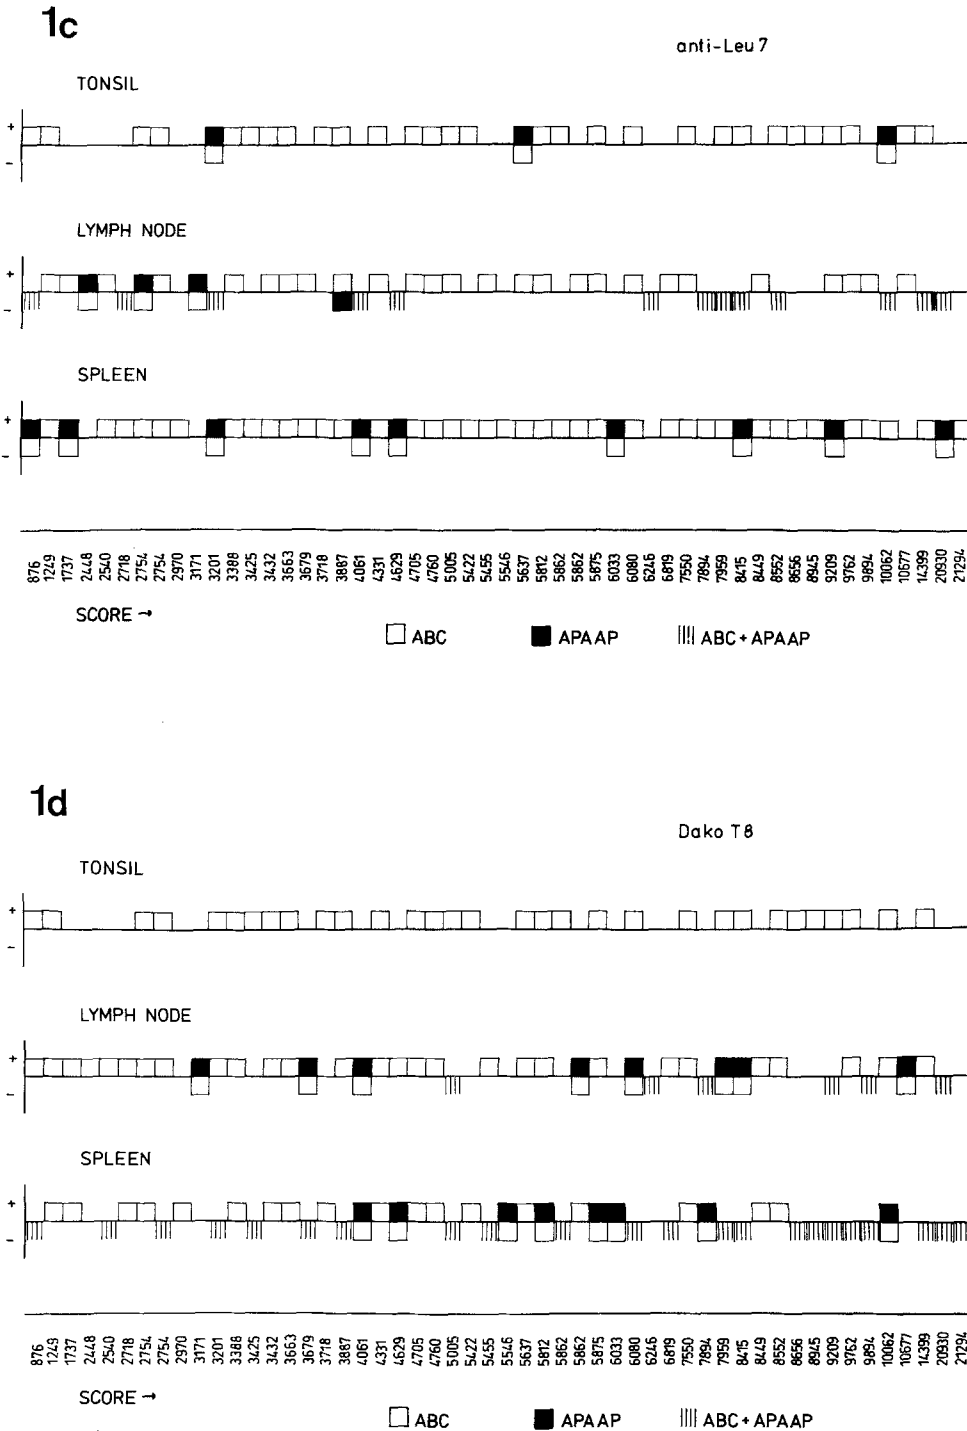 1c
anti-Leu 7
TONSIL
+
−
LYMPH NODE
+
−
SPLEEN
+
−
876 1249 1737 2448 2540 2718 2754 2754 2970 3171 3201 3388 3425 3432 3663 3679 3718 3887 4061 4331 4629 4705 4760 5005 5422 5455 5546 5637 5812 5862 5862 5875 6033 6080 6246 6819 7550 7894 7959 8415 8449 8552 8656 8945 9209 9762 9894 10062 10677 14399 20930 21294
SCORE →
ABC APAAP ABC + APAAP
1d
Dako T8
TONSIL
+
−
LYMPH NODE
+
−
SPLEEN
+
−
876 1249 1737 2448 2540 2718 2754 2754 2970 3171 3201 3388 3425 3432 3663 3679 3718 3887 4061 4331 4629 4705 4760 5005 5422 5455 5546 5637 5812 5862 5862 5875 6033 6080 6246 6819 7550 7894 7959 8415 8449 8552 8656 8945 9209 9762 9894 10062 10677 14399 20930 21294
SCORE →
ABC APAAP ABC + APAAP